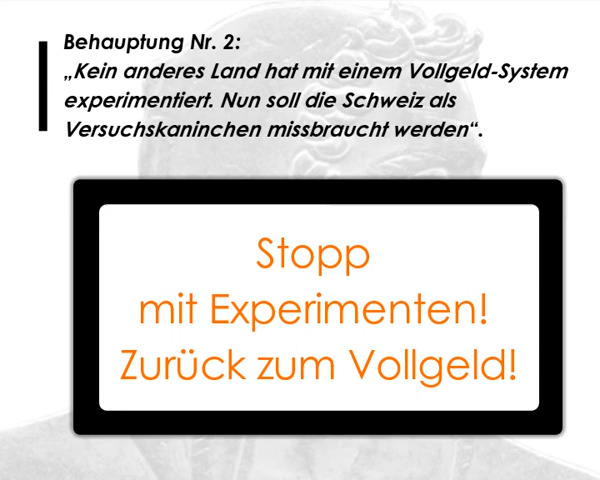 Behauptung Nr. 2:
„Kein anderes Land hat mit einem Vollgeld-System
experimentiert. Nun soll die Schweiz als
Versuchskaninchen missbraucht werden“.
Stopp
mit Experimenten!
Zurück zum Vollgeld!